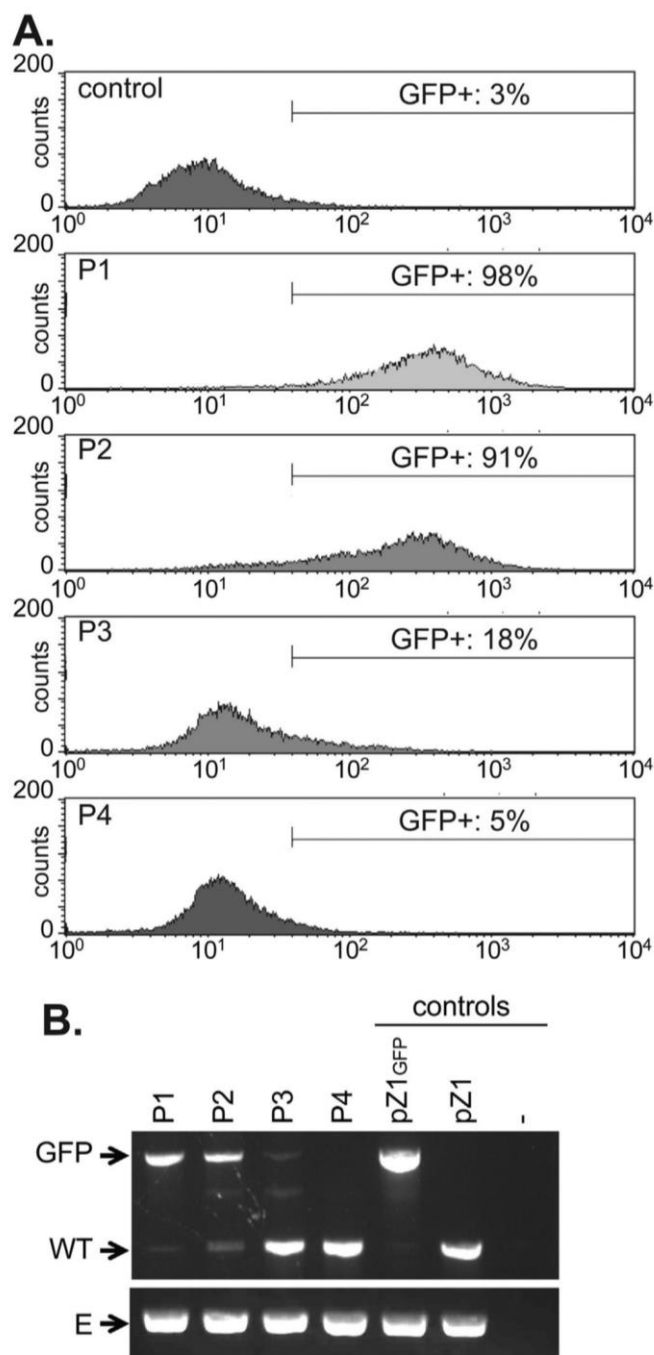 A.
200
control
GFP+: 3%
counts
0
10⁰ 10¹ 10² 10³ 10⁴
200
P1
GFP+: 98%
counts
0
10⁰ 10¹ 10² 10³ 10⁴
200
P2
GFP+: 91%
counts
0
10⁰ 10¹ 10² 10³ 10⁴
200
P3
GFP+: 18%
counts
0
10⁰ 10¹ 10² 10³ 10⁴
200
P4
GFP+: 5%
counts
0
10⁰ 10¹ 10² 10³ 10⁴
B.
controls
P1 P2 P3 P4 pZ1GFP pZ1 -
GFP
WT
E